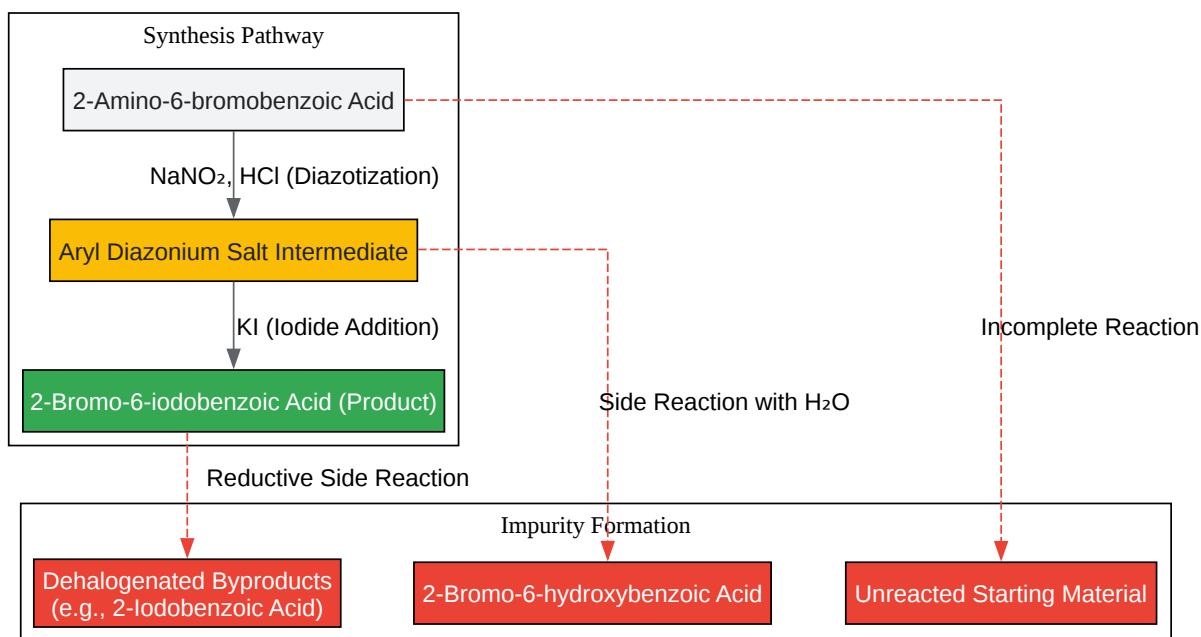 Synthesis Pathway
2-Amino-6-bromobenzoic Acid
NaNO₂, HCl (Diazotization)
Aryl Diazonium Salt Intermediate
KI (Iodide Addition)
Incomplete Reaction
2-Bromo-6-iodobenzoic Acid (Product)
Side Reaction with H₂O
Reductive Side Reaction
Impurity Formation
Dehalogenated Byproducts
(e.g., 2-Iodobenzoic Acid)
2-Bromo-6-hydroxybenzoic Acid
Unreacted Starting Material